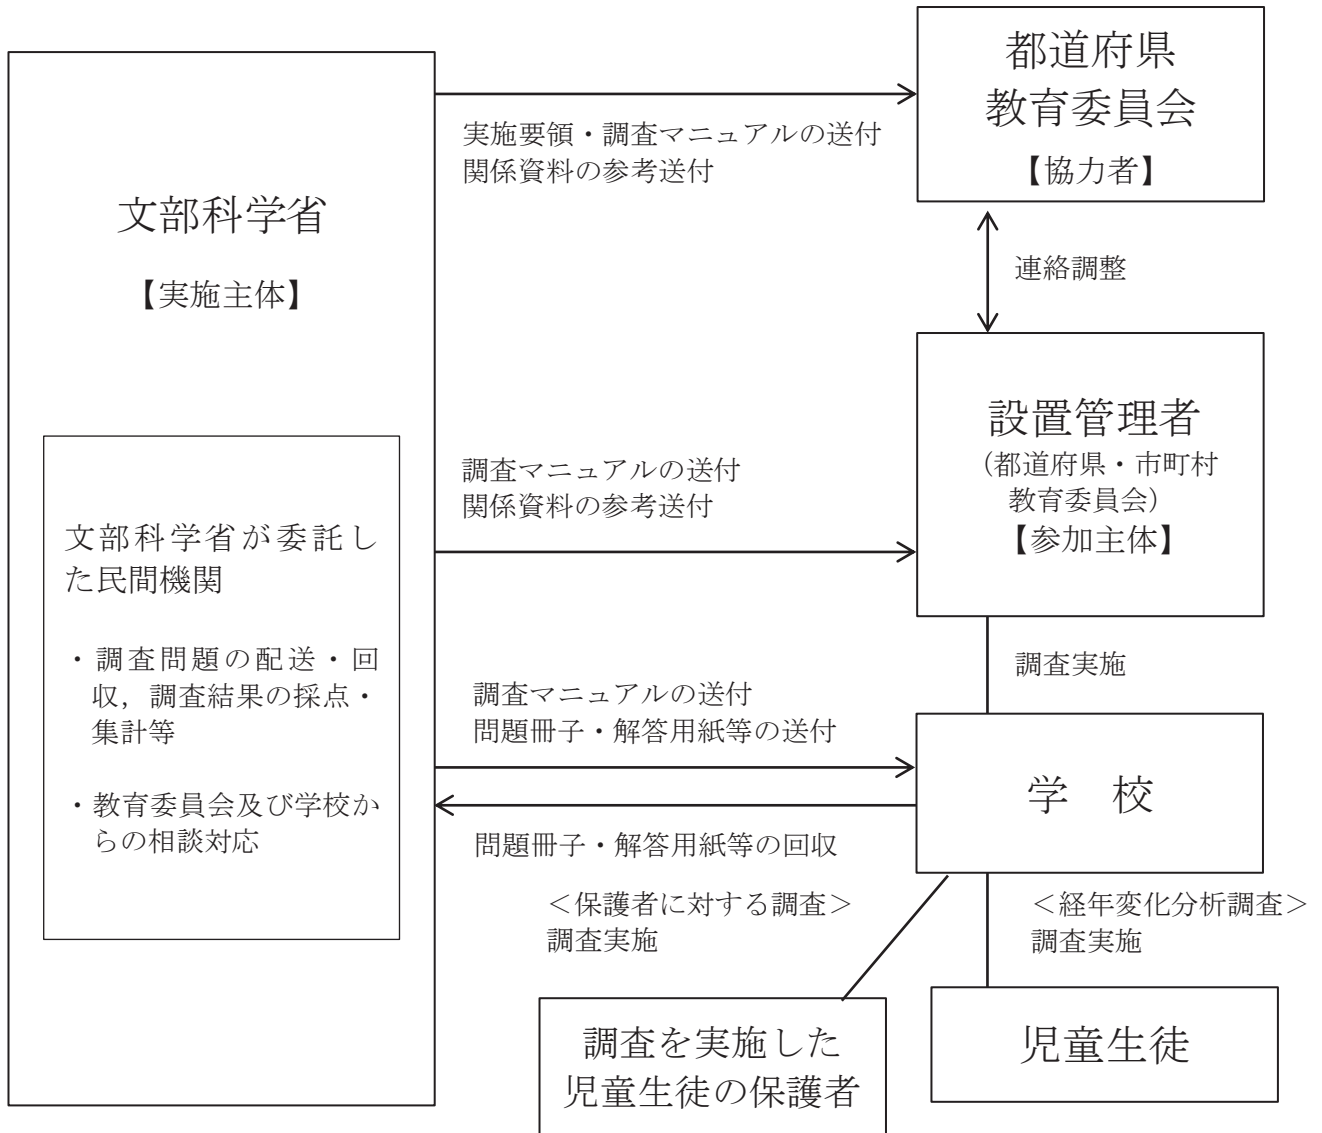 文部科学省
【実施主体】
文部科学省が委託し
た民間機関
・調査問題の配送・回
収，調査結果の採点・
集計等
・教育委員会及び学校か
らの相談対応
実施要領・調査マニュアルの送付
関係資料の参考送付
都道府県
教育委員会
【協力者】
連絡調整
調査マニュアルの送付
関係資料の参考送付
設置管理者
（都道府県・市町村
教育委員会）
【参加主体】
調査実施
調査マニュアルの送付
問題冊子・解答用紙等の送付
学　校
問題冊子・解答用紙等の回収
＜保護者に対する調査＞
調査実施
＜経年変化分析調査＞
調査実施
調査を実施した
児童生徒の保護者
児童生徒